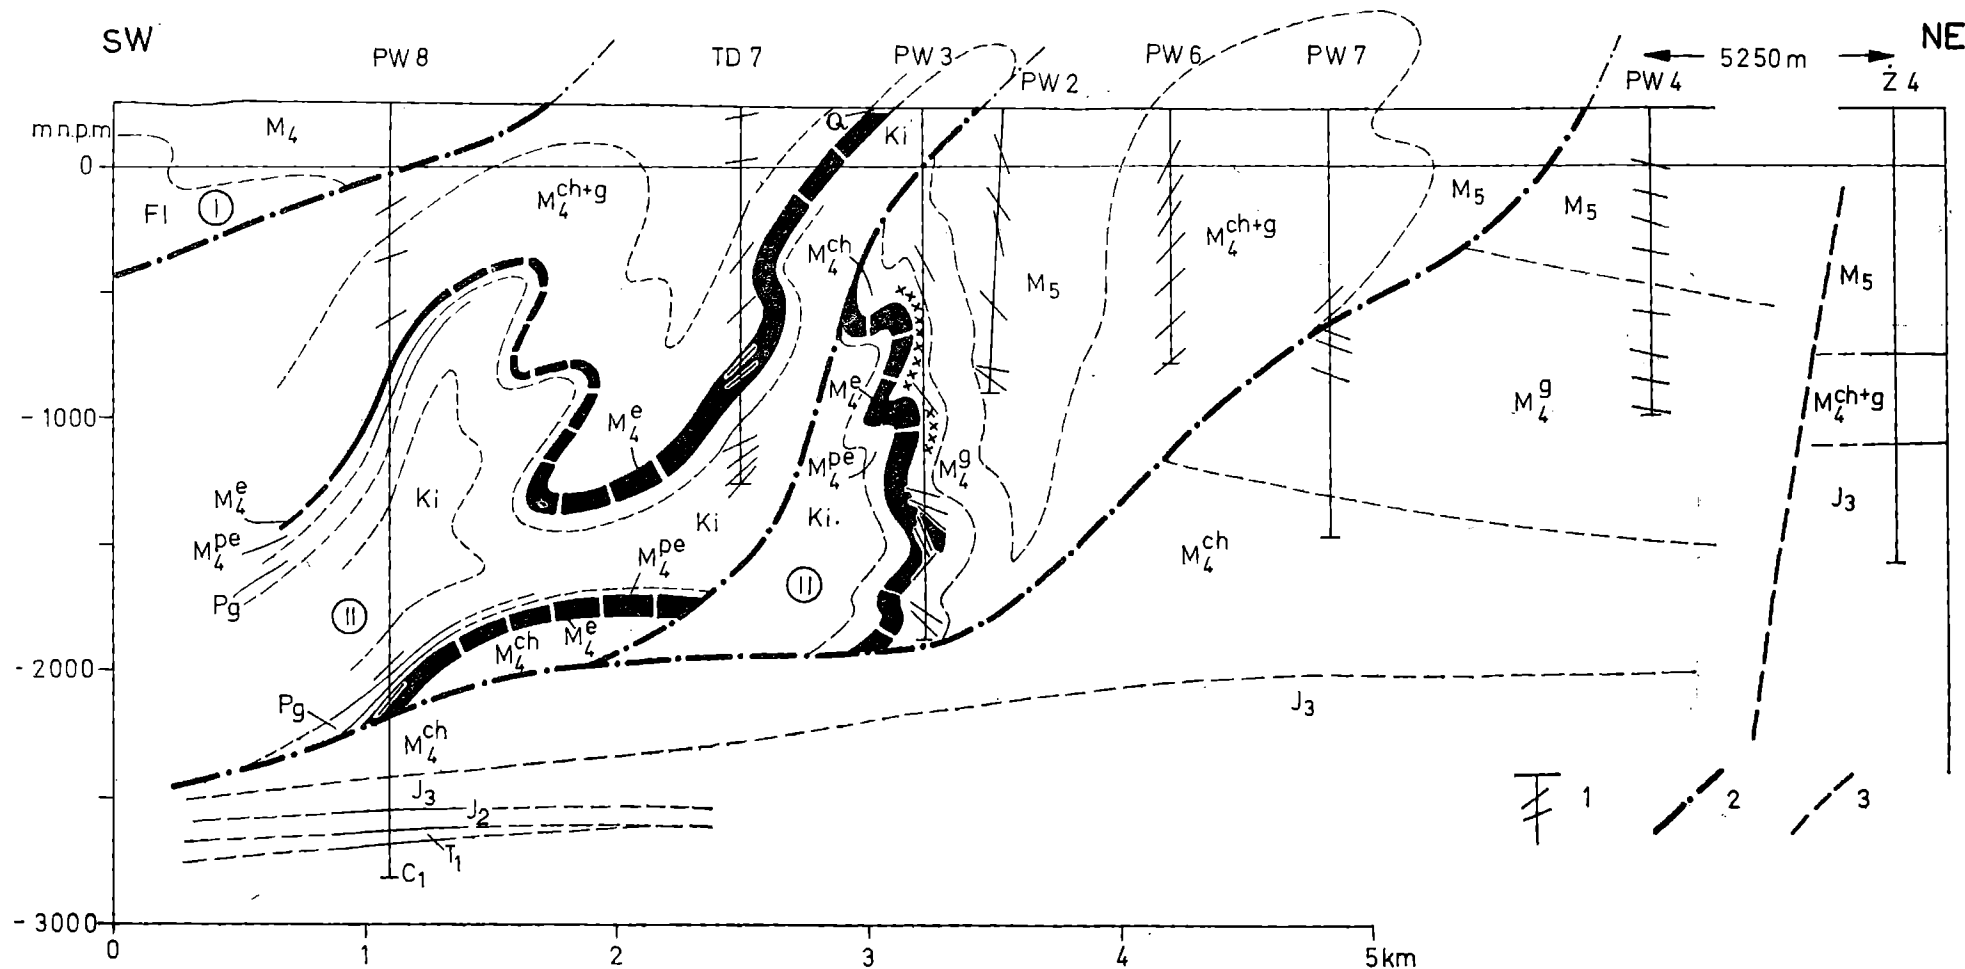 SW
NE
PW 8
TD 7
PW 3
PW 2
PW 6
PW 7
5250 m
PW 4
Ż 4
m n.p.m
0
-1000
-2000
-3000
M₄
Fl
I
M₄ᶜʰ⁺ᵍ
Q
Ki
M₄ᶜʰ
M₅
M₄ᶜʰ⁺ᵍ
M₅
M₅
M₅
M₄ᵉ
M₄ᵉ
M₄ᵍ
M₄ᶜʰ⁺ᵍ
M₄ᵖᵉ
M₄ᵍ
Ki
M₄ᵉ
Ki
Ki.
J₃
M₄ᵖᵉ
M₄ᵖᵉ
M₄ᶜʰ
Pg
II
II
M₄ᶜʰ
M₄ᵉ
Pg
M₄ᶜʰ
J₃
J₃
J₂
T₁
C₁
1
2
3
0
1
2
3
4
5 km